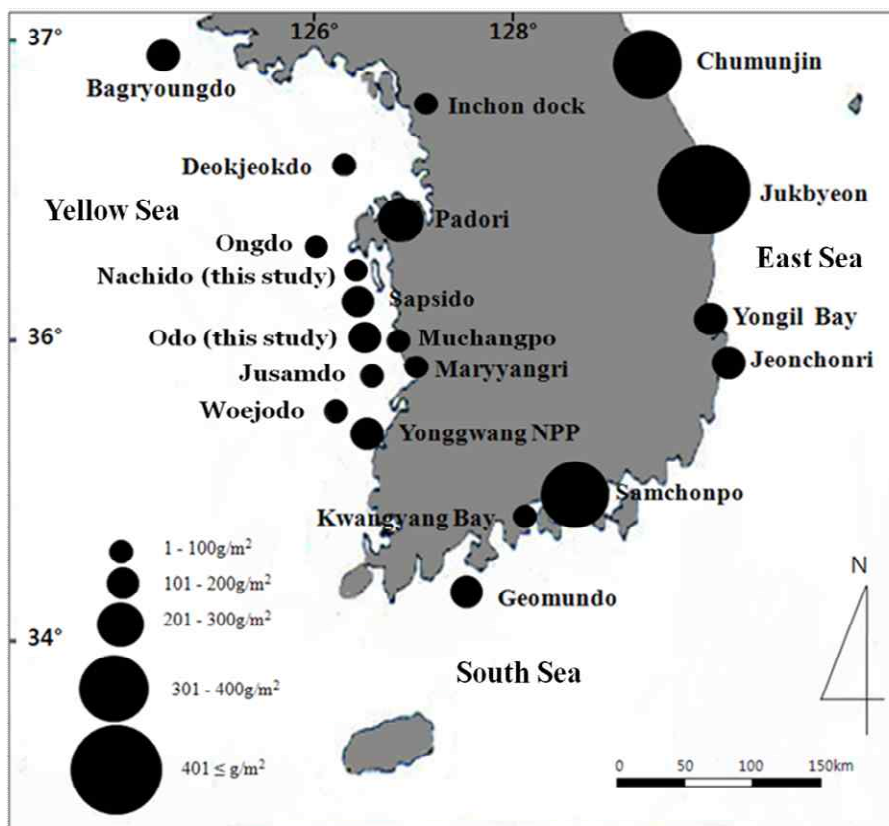 126° 128°
37°
Chumunjin
Bagryoungdo
Inchon dock
Deokjeokdo
Jukbyeon
Yellow Sea
Padori
Ongdo
East Sea
Nachido (this study)
Sapsido
Yongil Bay
36°
Odo (this study)
Muchangpo
Jeonchonri
Jusamdo
Maryyangri
Woejodo
Yonggwang NPP
Samchonpo
Kwangyang Bay
1 - 100g/m²
101 - 200g/m²
N
Geomundo
201 - 300g/m²
34°
South Sea
301 - 400g/m²
401 ≤ g/m²
0 50 100 150km